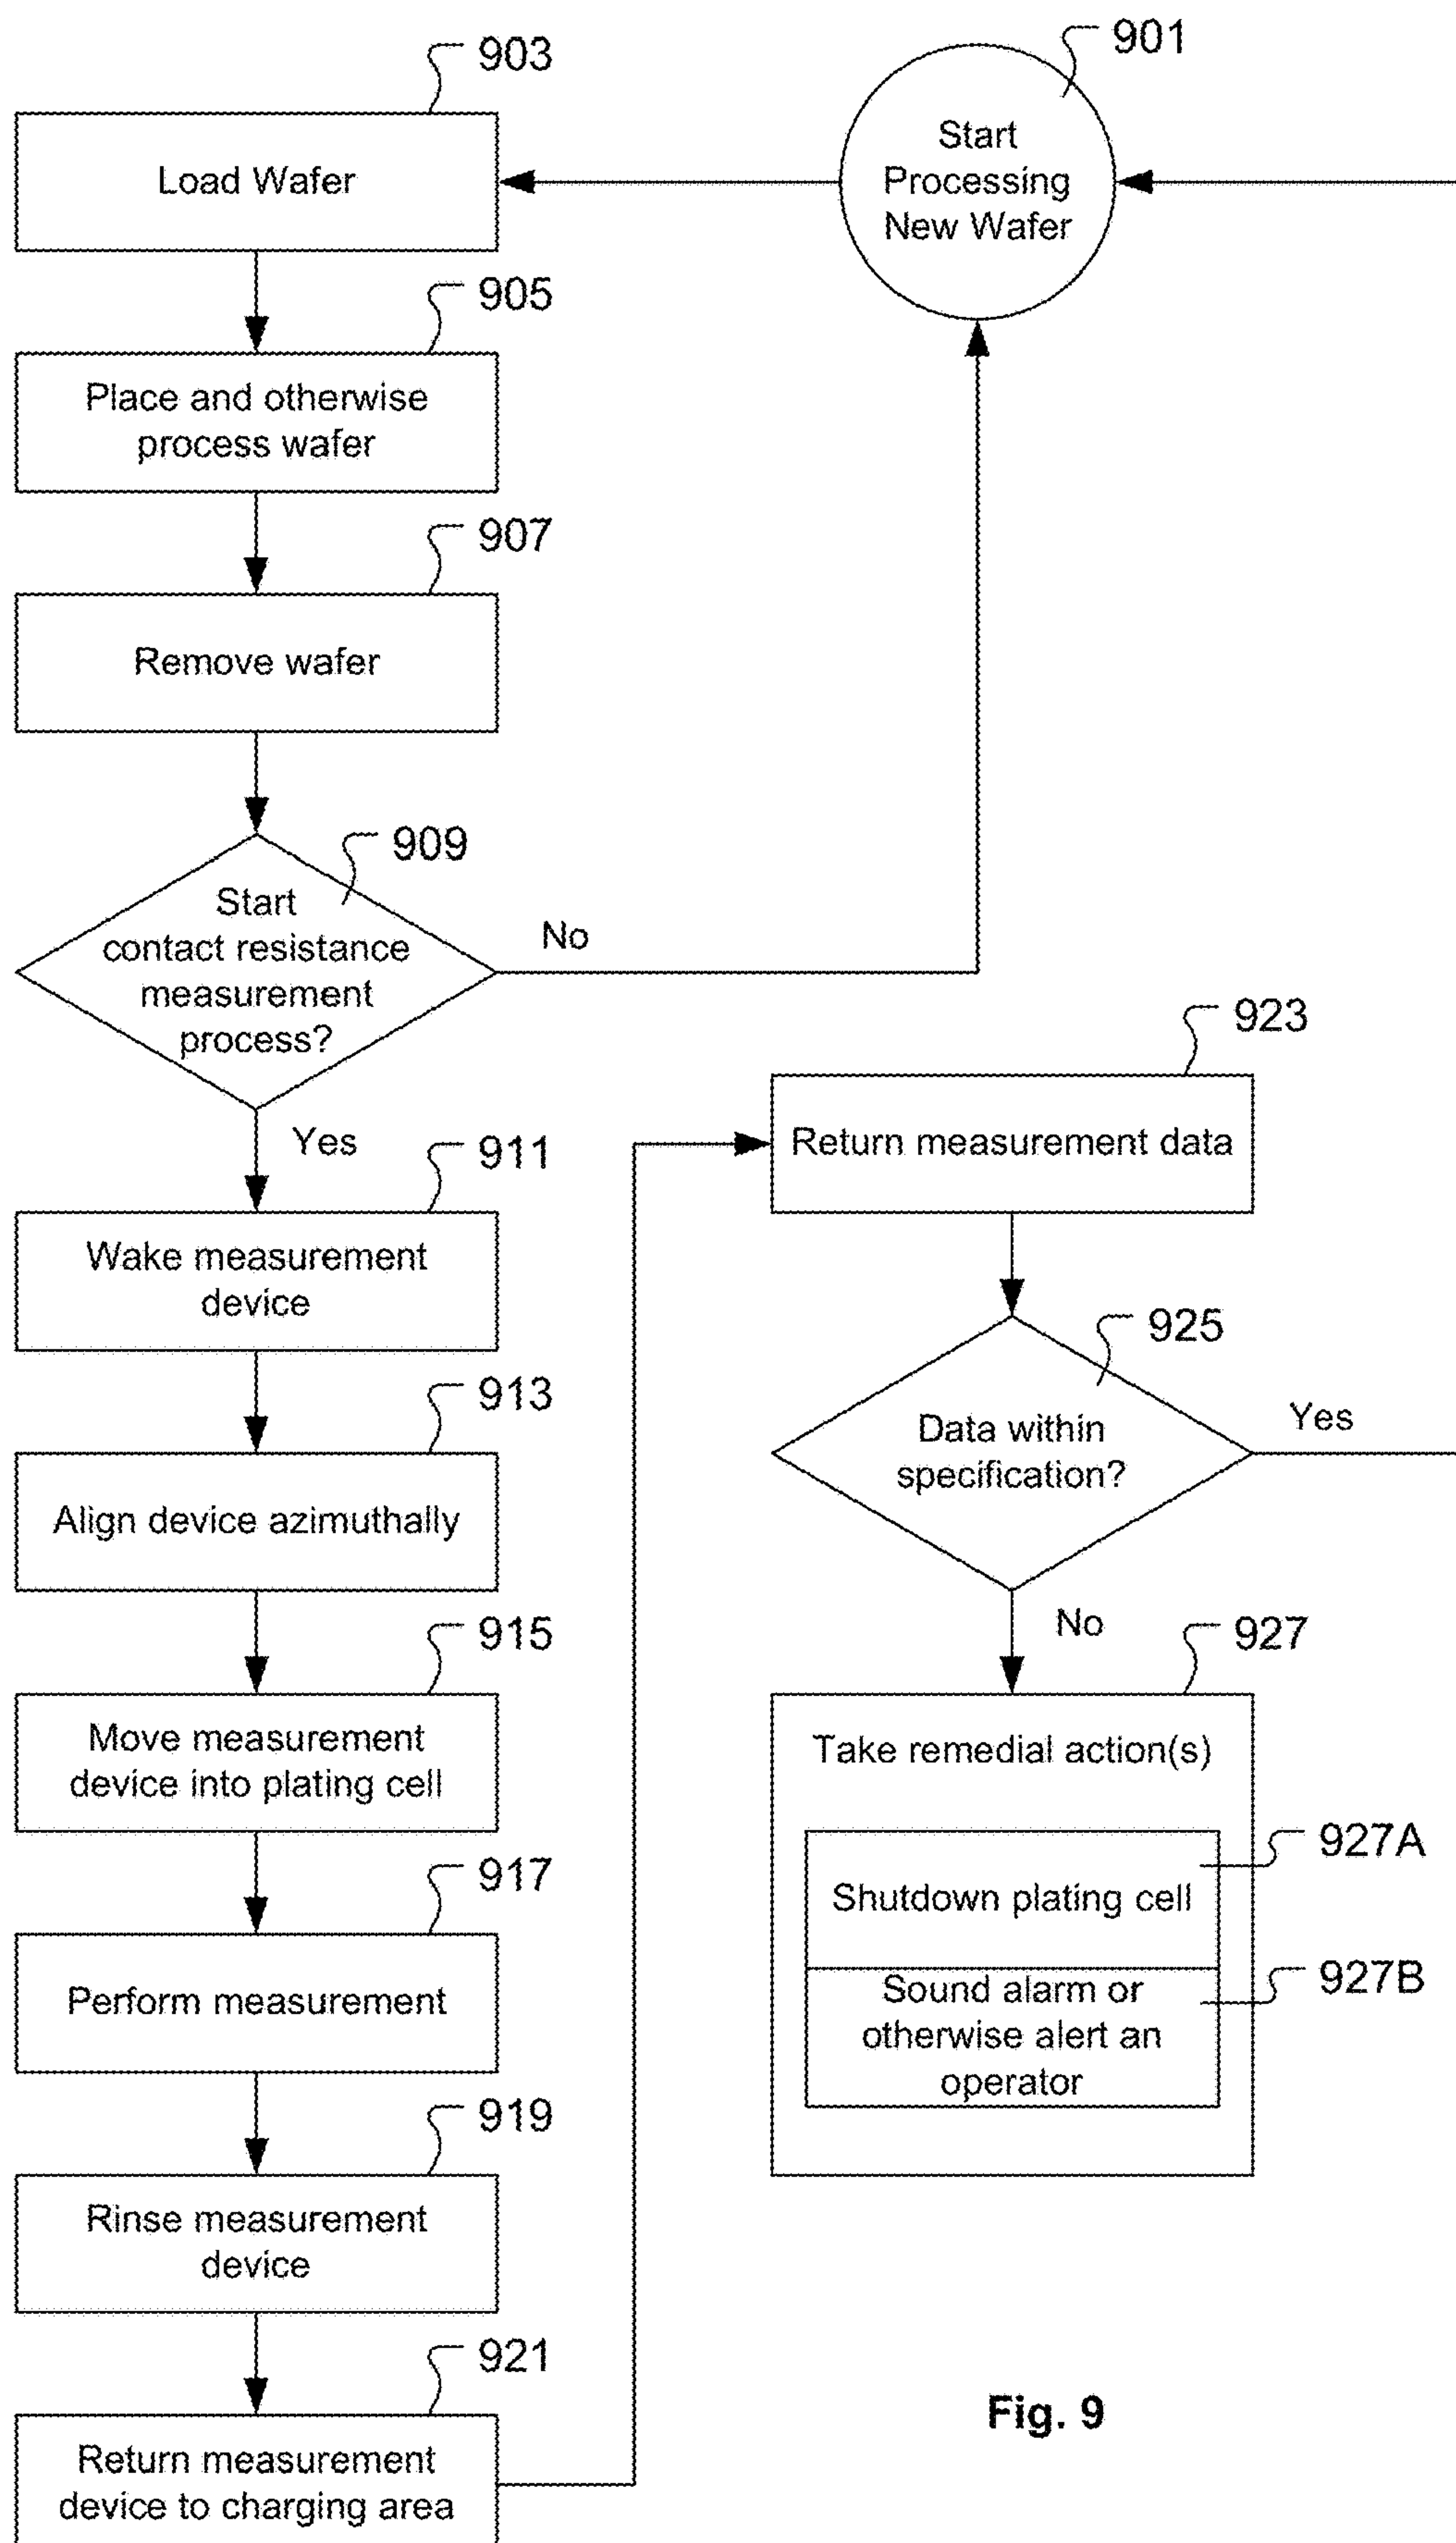 901
Start
Processing
New Wafer
903
Load Wafer
905
Place and otherwise
process wafer
907
Remove wafer
909
Start
contact resistance
measurement
process?
No
Yes
911
Wake measurement
device
913
Align device azimuthally
915
Move measurement
device into plating cell
917
Perform measurement
919
Rinse measurement
device
921
Return measurement
device to charging area
923
Return measurement data
925
Data within
specification?
Yes
No
927
Take remedial action(s)
927A
Shutdown plating cell
927B
Sound alarm or
otherwise alert an
operator
Fig. 9